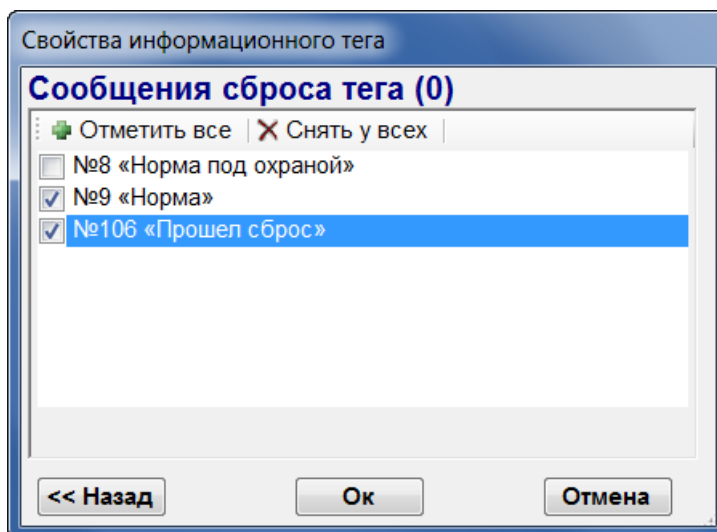 Свойства информационного тега
Сообщения сброса тега (0)
Отметить все Снять у всех
№8 «Норма под охраной»
№9 «Норма»
№106 «Прошел сброс»
<< Назад Ок Отмена